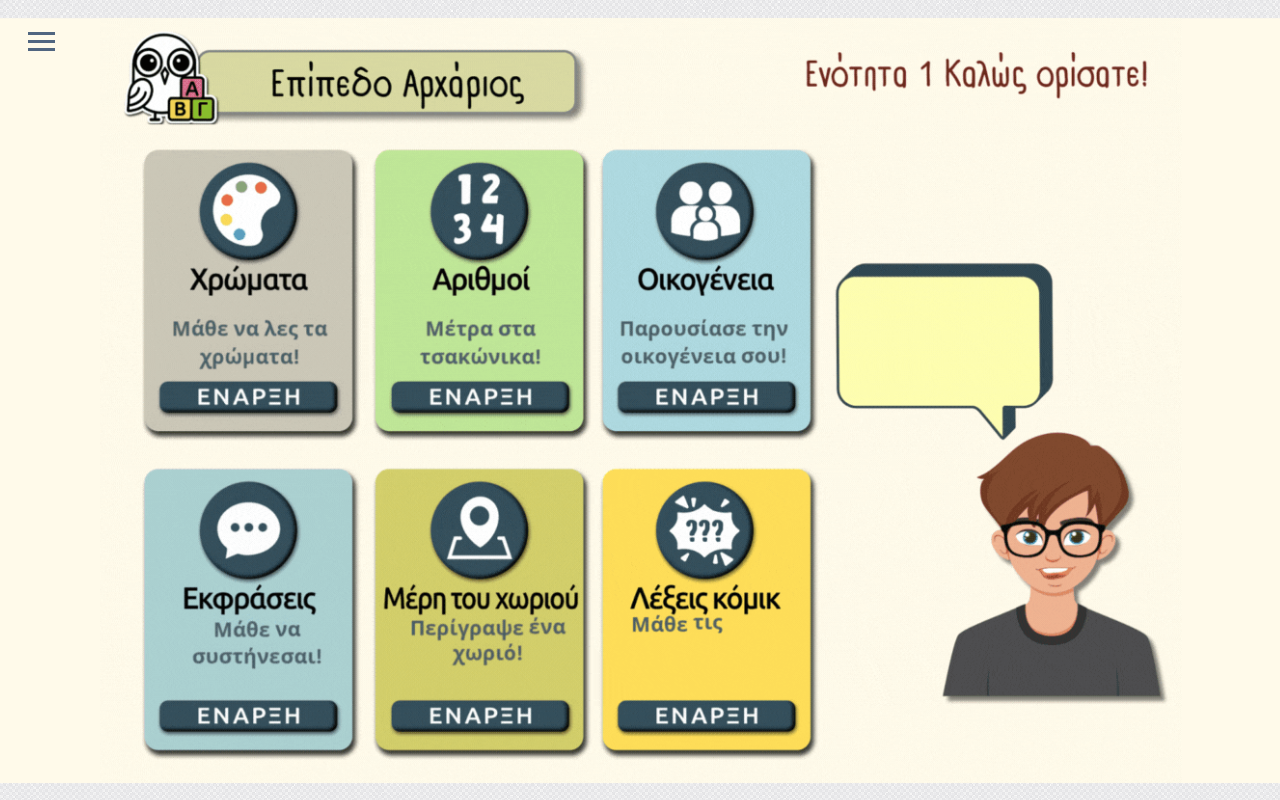 Επίπεδο Αρχάριος
Ενότητα 1 Καλώς ορίσατε!
Α
Β Γ
Χρώματα
Μάθε να λες τα
χρώματα!
ΕΝΑΡΞΗ
1 2
3 4
Αριθμοί
Μέτρα στα
τσακώνικα!
ΕΝΑΡΞΗ
Οικογένεια
Παρουσίασε την
οικογένεια σου!
ΕΝΑΡΞΗ
Εκφράσεις
Μάθε να
συστήνεσαι!
ΕΝΑΡΞΗ
Μέρη του χωριού
Περίγραψε ένα
χωριό!
ΕΝΑΡΞΗ
???
Λέξεις κόμικ
Μάθε τις
ΕΝΑΡΞΗ